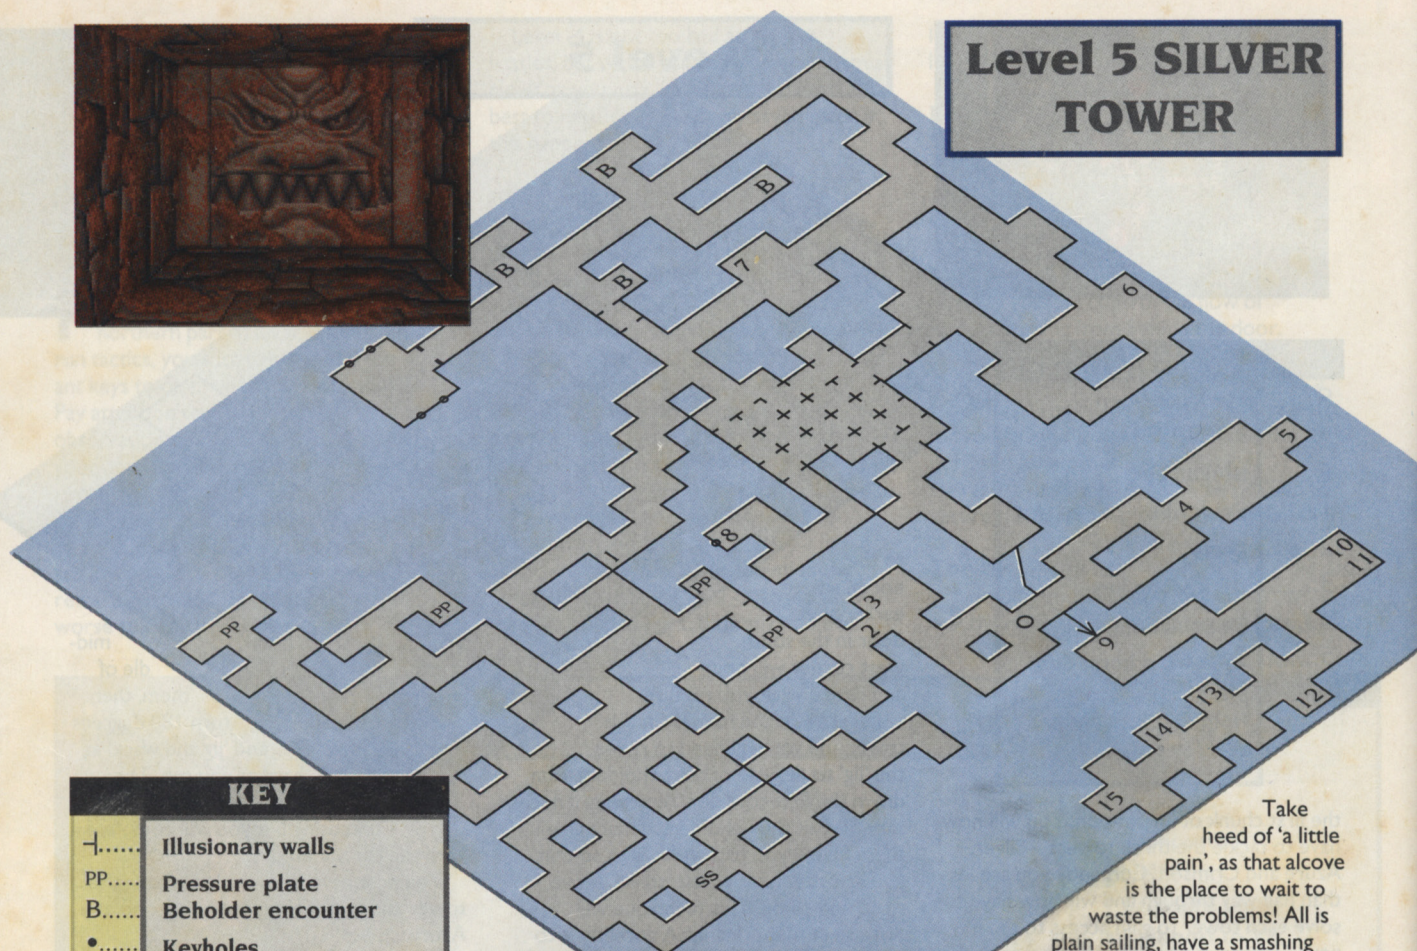 Level 5 SILVER
TOWER
B
B
B
B
7
6
5
4
8
1
PP
PP
PP
PP
3
2
O
9
10
11
13
12
14
15
SS
KEY
⊣...... Illusionary walls
PP..... Pressure plate
B...... Beholder encounter
•...... Keyholes
Take
heed of ‘a little
pain’, as that alcove
is the place to wait to
waste the problems! All is
plain sailing, have a smashing